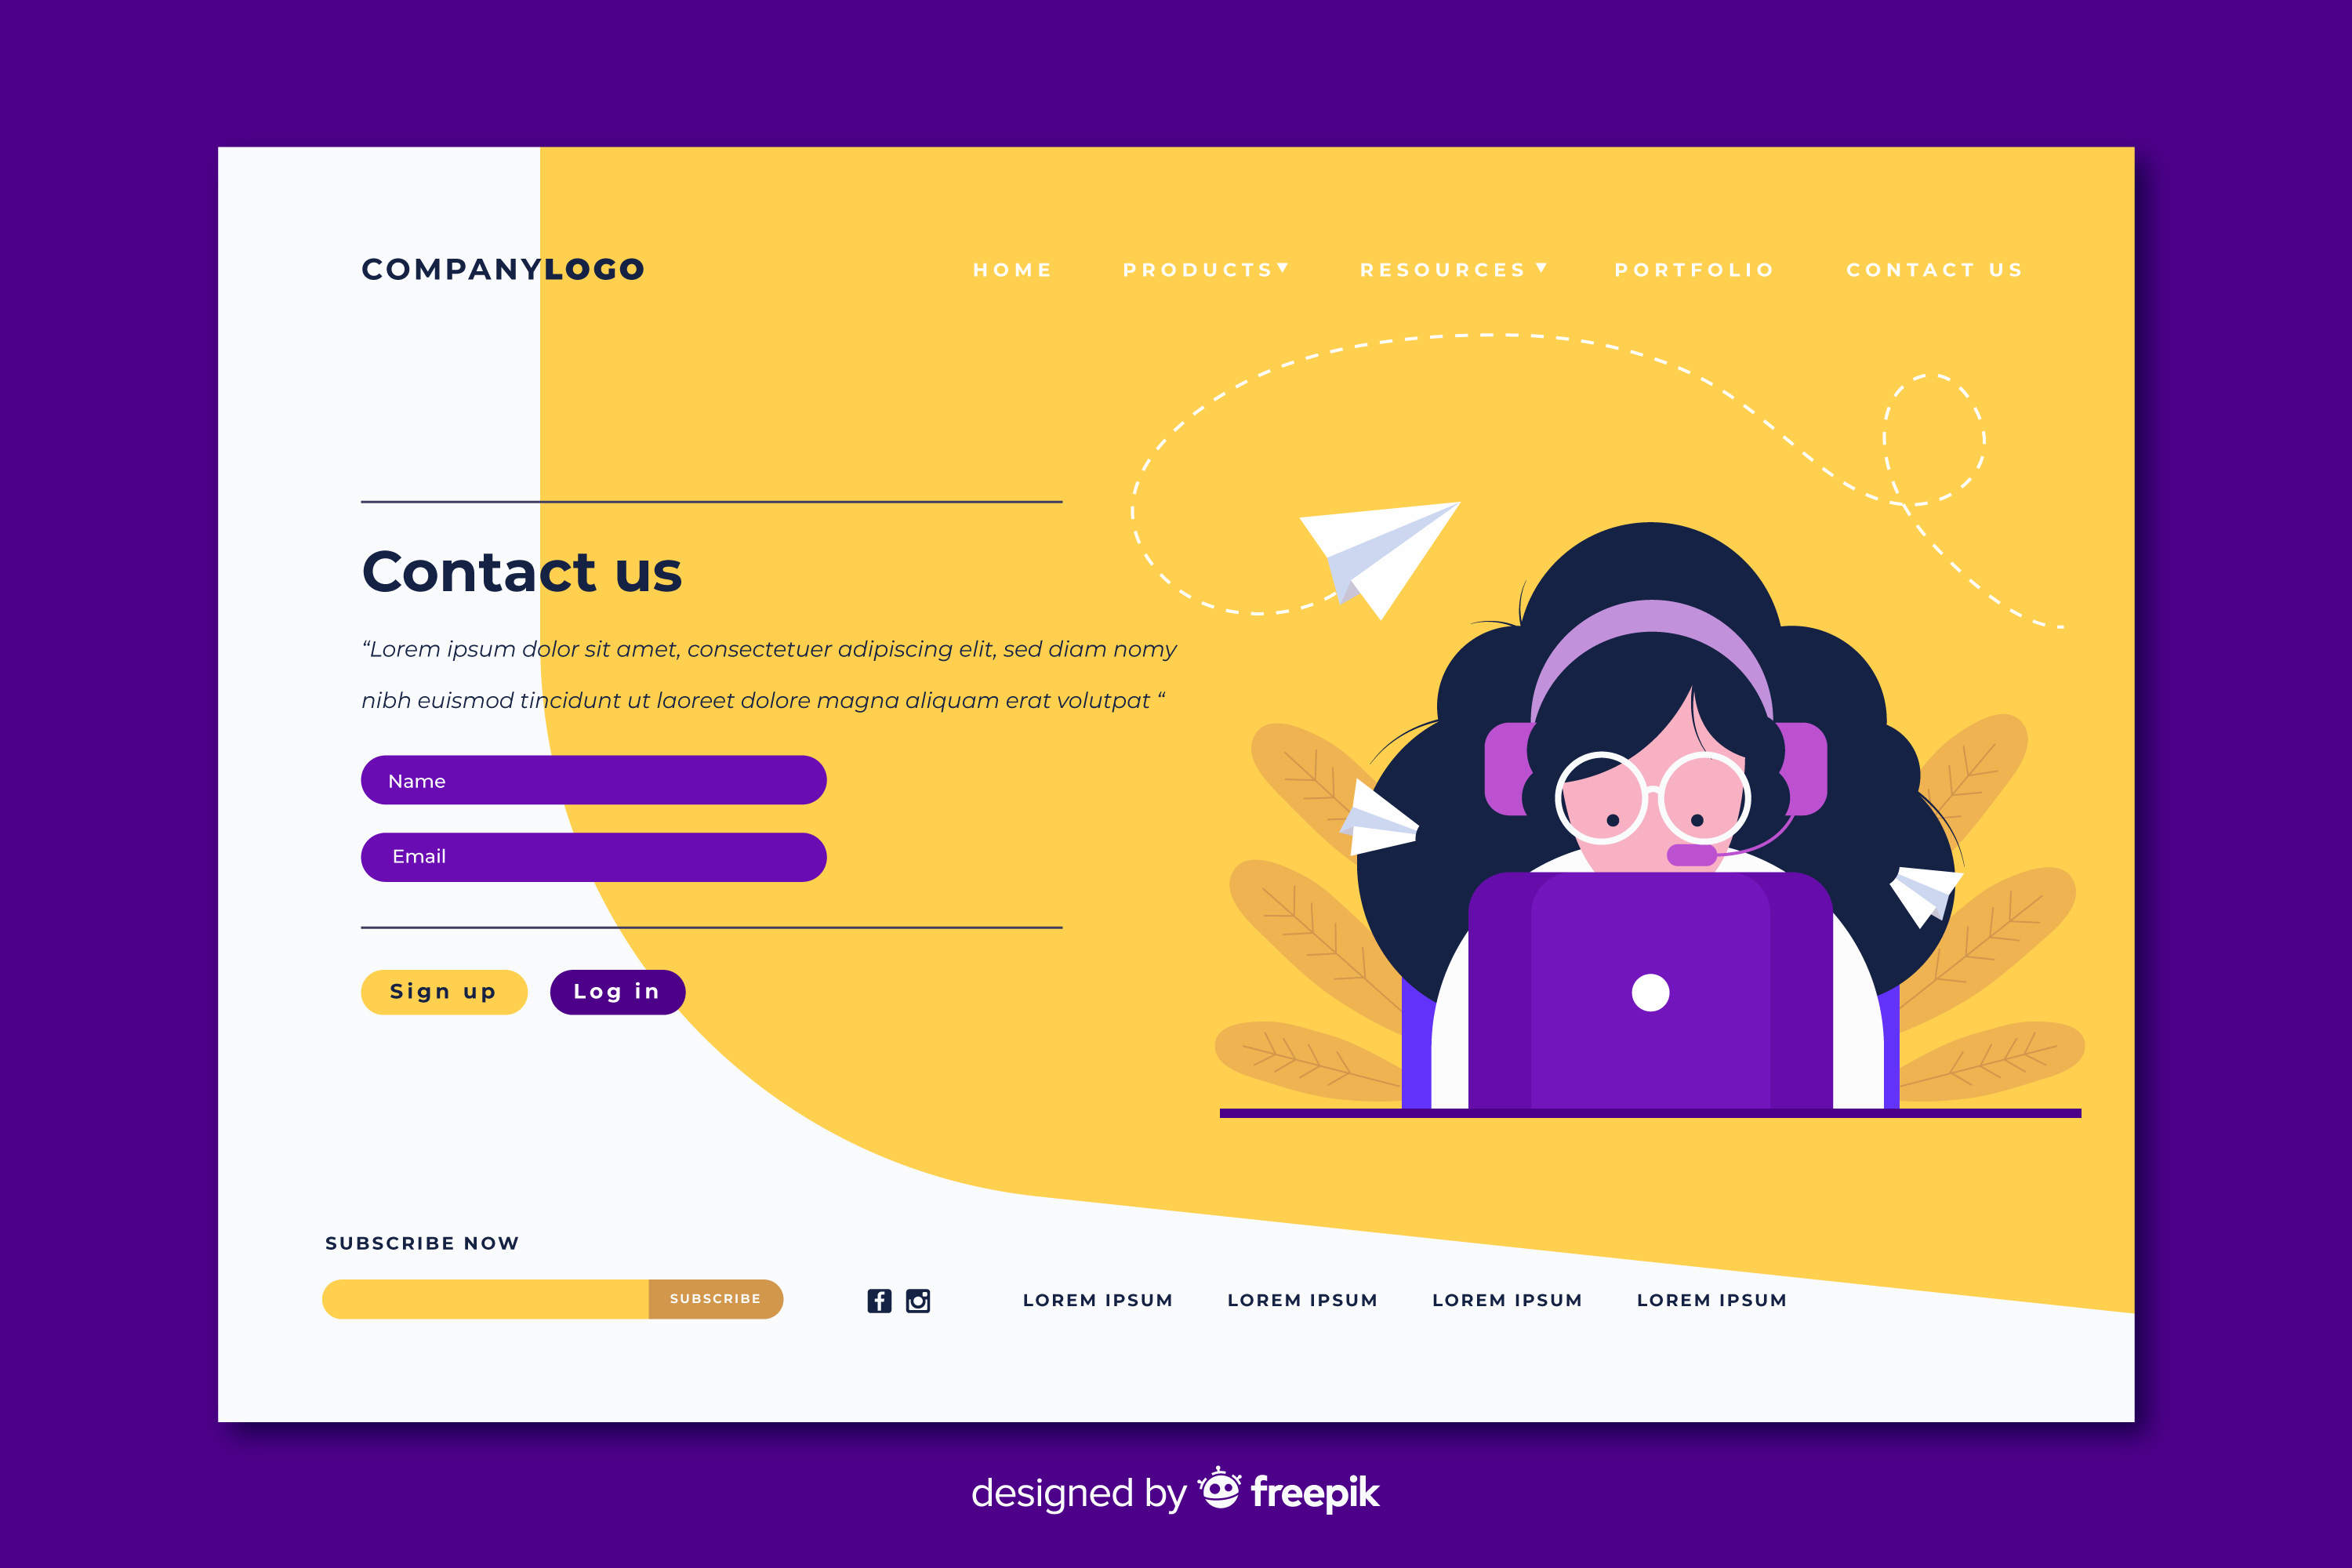 COMPANYLOGO
HOME PRODUCTS RESOURCES PORTFOLIO CONTACT US
Contact us
“Lorem ipsum dolor sit amet, consectetuer adipiscing elit, sed diam nomy
nibh euismod tincidunt ut laoreet dolore magna aliquam erat volutpat “
Name
Email
Sign up Log in
SUBSCRIBE NOW
SUBSCRIBE
LOREM IPSUM LOREM IPSUM LOREM IPSUM LOREM IPSUM
designed by freepik